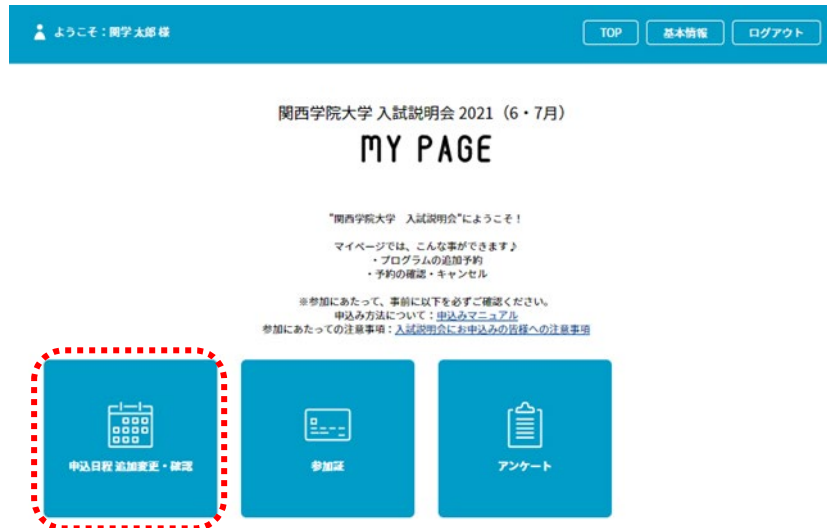 ようこそ：関学 太郎 様
TOP
基本情報
ログアウト
関西学院大学 入試説明会 2021（6・7月）
MY PAGE
"関西学院大学　入試説明会"にようこそ！
マイページでは、こんな事ができます♪
・プログラムの追加予約
・予約の確認・キャンセル
※参加にあたって、事前に以下を必ずご確認ください。
申込み方法について：申込みマニュアル
参加にあたっての注意事項：入試説明会にお申込みの皆様への注意事項
申込日程 追加変更・確認
参加証
アンケート